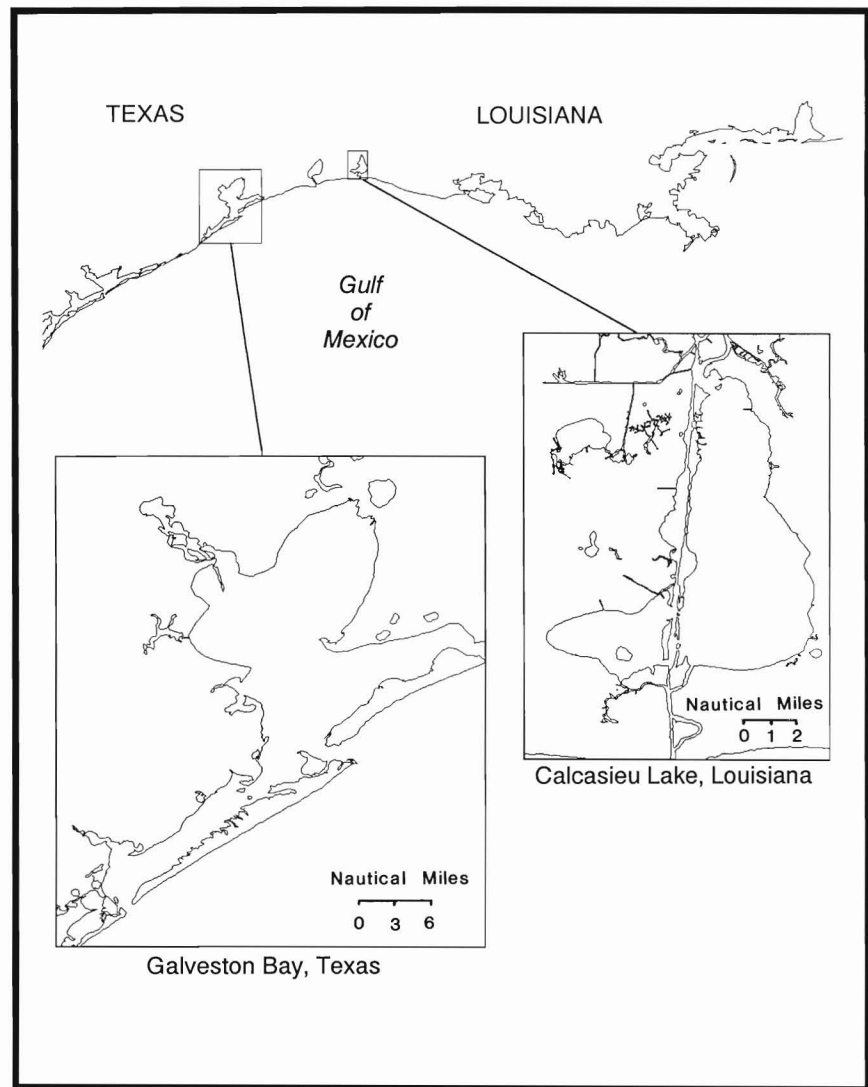 TEXAS
LOUISIANA
Gulf
of
Mexico
Nautical Miles
0 1 2
Calcasieu Lake, Louisiana
Nautical Miles
0 3 6
Galveston Bay, Texas